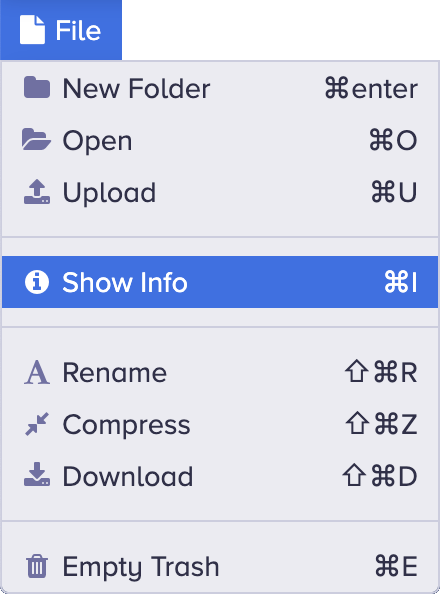 File
New Folder ⌘enter
Open ⌘O
Upload ⌘U
Show Info ⌘I
Rename ⇧⌘R
Compress ⇧⌘Z
Download ⇧⌘D
Empty Trash ⌘E